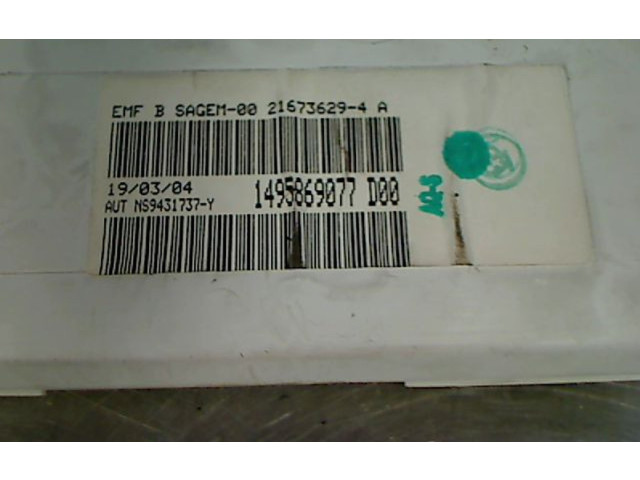 EMF B SAGEM-00 21673629-4 A
19/03/04
1495869077 D00
AUT NS9431737-Y